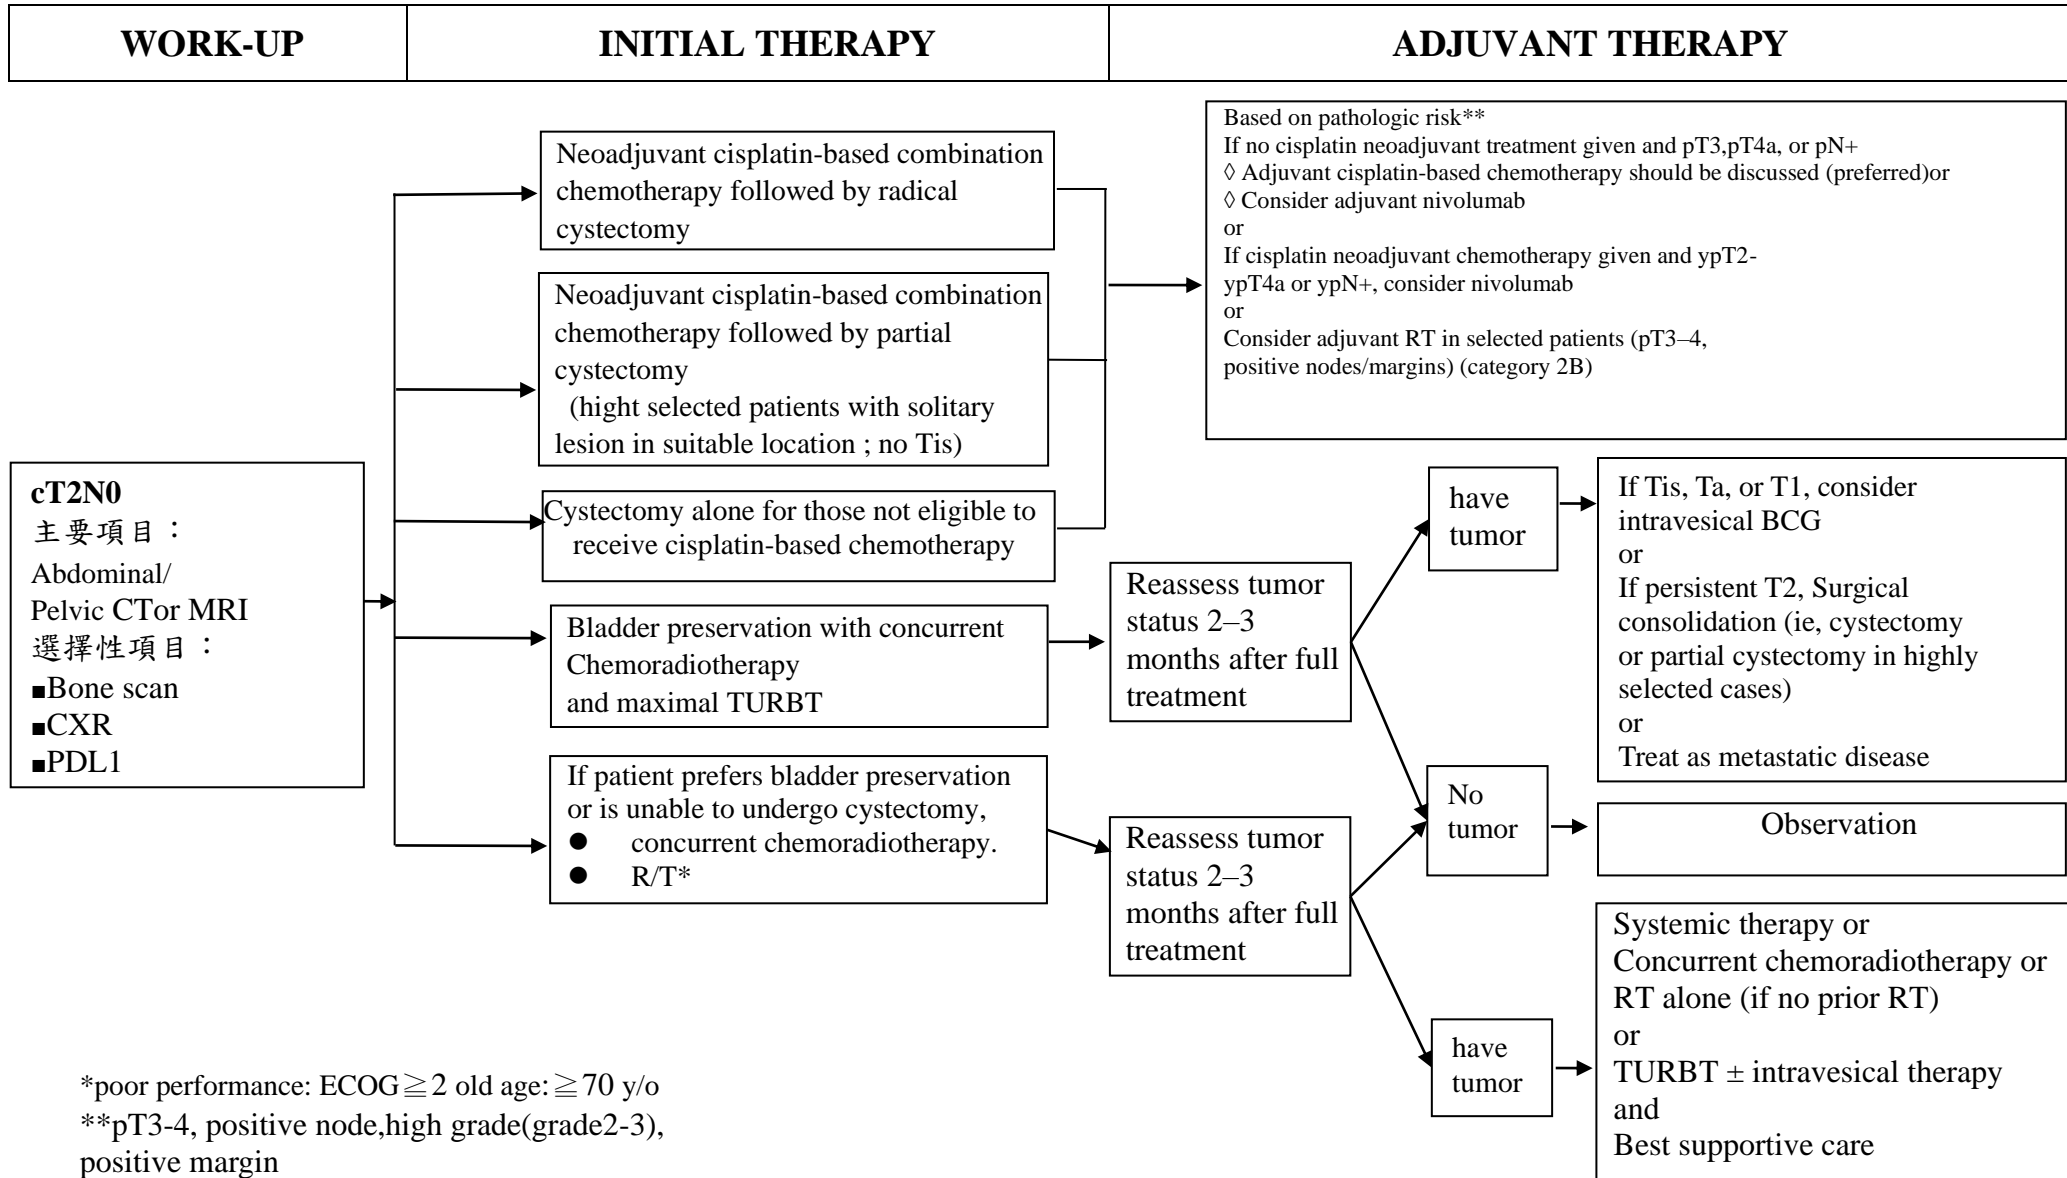 WORK-UP
INITIAL THERAPY
ADJUVANT THERAPY
cT2N0
主要項目：
Abdominal/
Pelvic CTor MRI
選擇性項目：
■Bone scan
■CXR
■PDL1
Neoadjuvant cisplatin-based combination
chemotherapy followed by radical
cystectomy
Neoadjuvant cisplatin-based combination
chemotherapy followed by partial
cystectomy
(hight selected patients with solitary
lesion in suitable location ; no Tis)
Cystectomy alone for those not eligible to
receive cisplatin-based chemotherapy
Bladder preservation with concurrent
Chemoradiotherapy
and maximal TURBT
If patient prefers bladder preservation
or is unable to undergo cystectomy,
● concurrent chemoradiotherapy.
● R/T*
Based on pathologic risk**
If no cisplatin neoadjuvant treatment given and pT3,pT4a, or pN+
◊ Adjuvant cisplatin-based chemotherapy should be discussed (preferred)or
◊ Consider adjuvant nivolumab
or
If cisplatin neoadjuvant chemotherapy given and ypT2-
ypT4a or ypN+, consider nivolumab
or
Consider adjuvant RT in selected patients (pT3–4,
positive nodes/margins) (category 2B)
Reassess tumor
status 2–3
months after full
treatment
Reassess tumor
status 2–3
months after full
treatment
have
tumor
No
tumor
have
tumor
If Tis, Ta, or T1, consider
intravesical BCG
or
If persistent T2, Surgical
consolidation (ie, cystectomy
or partial cystectomy in highly
selected cases)
or
Treat as metastatic disease
Observation
Systemic therapy or
Concurrent chemoradiotherapy or
RT alone (if no prior RT)
or
TURBT ± intravesical therapy
and
Best supportive care
*poor performance: ECOG≧2 old age:≧70 y/o
**pT3-4, positive node,high grade(grade2-3),
positive margin